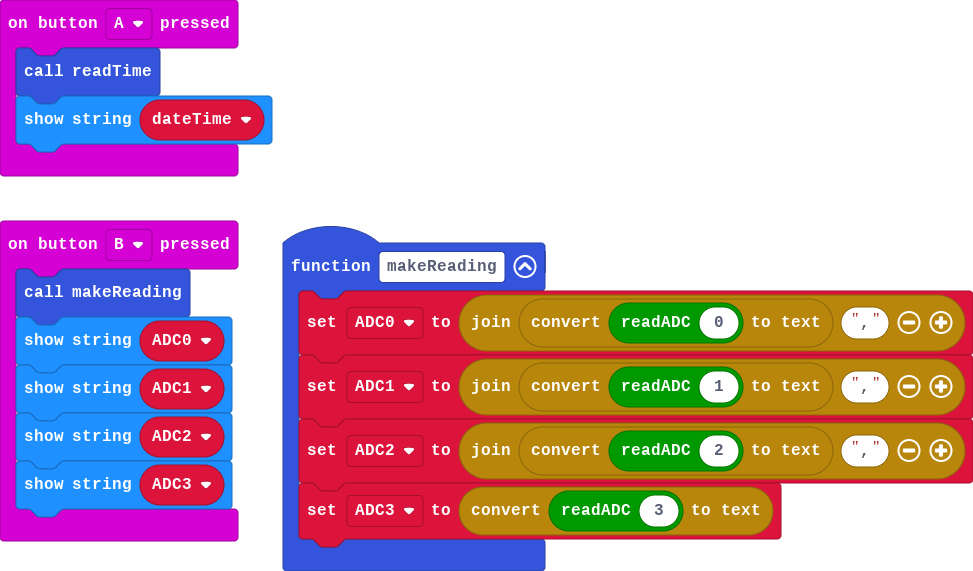 on button A pressed
call readTime
show string dateTime
on button B pressed
call makeReading
show string ADC0
show string ADC1
show string ADC2
show string ADC3
function makeReading
set ADC0 to join convert readADC 0 to text ","
set ADC1 to join convert readADC 1 to text ","
set ADC2 to join convert readADC 2 to text ","
set ADC3 to convert readADC 3 to text